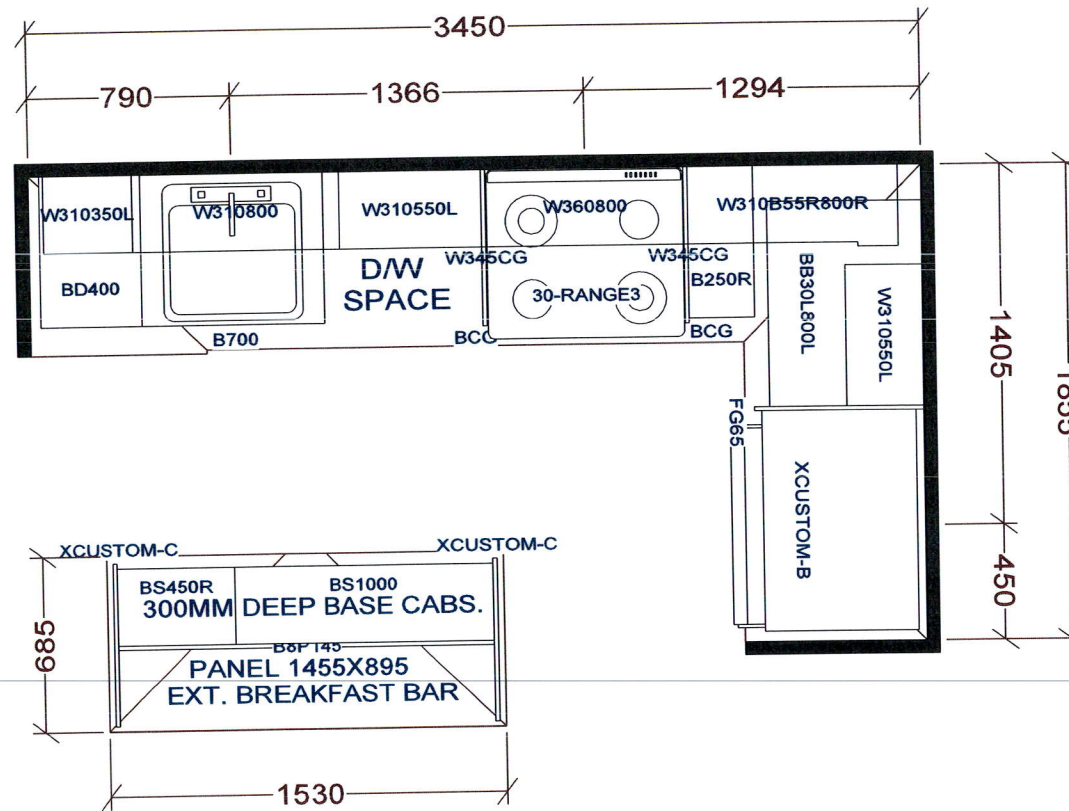 3450
790
1366
1294
W310350L
W310800
W310550L
W360800
W310B55R800R
W345CG
W345CG
D/W
SPACE
BD400
30-RANGE3
B250R
BB30L800L
W310550L
B700
BCG
BCG
1405
1855
FG65
XCUSTOM-B
450
XCUSTOM-C
XCUSTOM-C
BS450R
BS1000
300MM DEEP BASE CABS.
685
B8P145
PANEL 1455X895
EXT. BREAKFAST BAR
1530